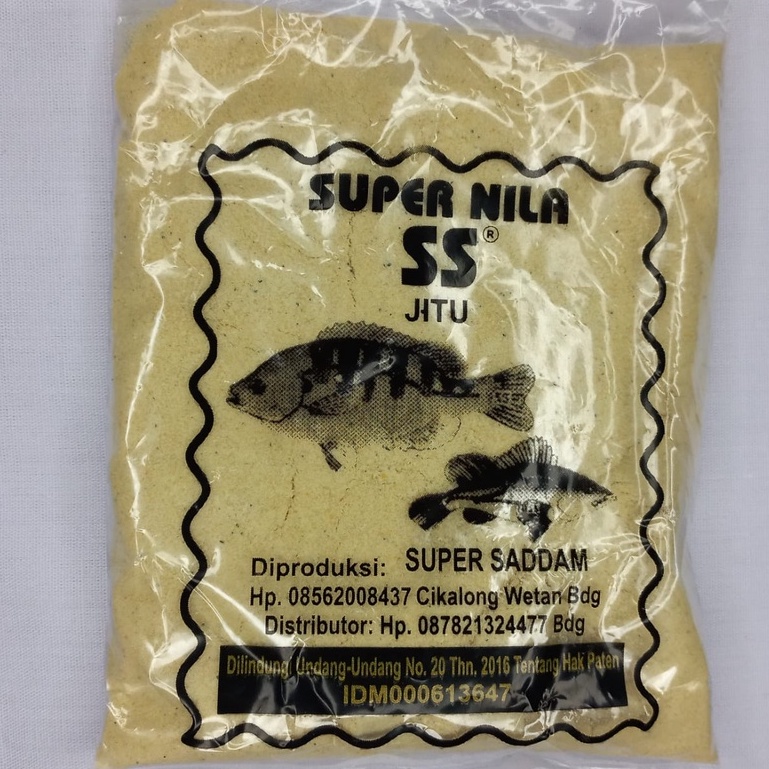 SUPER NILA
SS®
JITU
Diproduksi: SUPER SADDAM
Hp. 08562008437 Cikalong Wetan Bdg
Distributor: Hp. 087821324477 Bdg
Dilindungi Undang-Undang No. 20 Thn. 2016 Tentang Hak Paten
IDM000613647